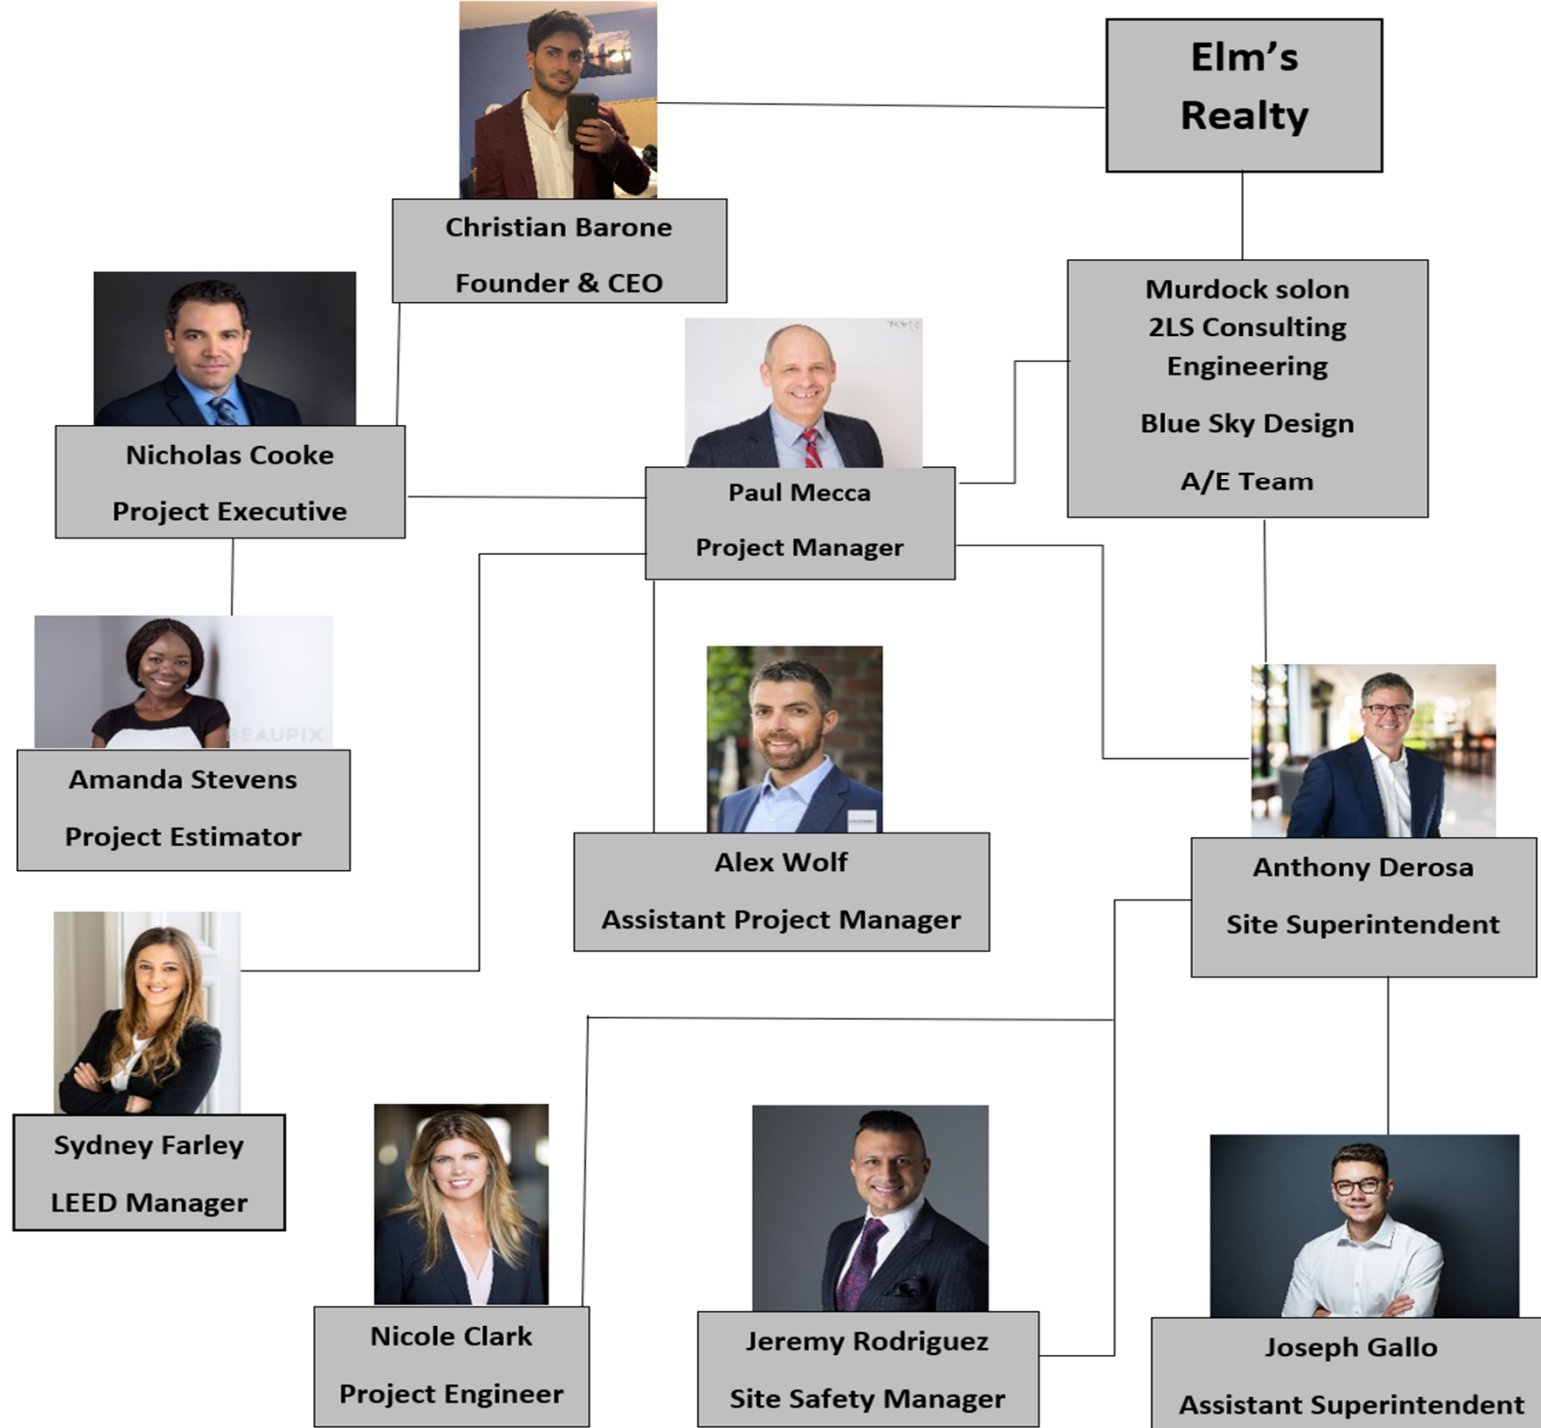 Elm’s
Realty
Christian Barone
Founder & CEO
Murdock solon
2LS Consulting
Engineering
Blue Sky Design
A/E Team
Nicholas Cooke
Project Executive
Paul Mecca
Project Manager
BEAUPIX
Amanda Stevens
Project Estimator
Alex Wolf
Assistant Project Manager
Anthony Derosa
Site Superintendent
Sydney Farley
LEED Manager
Nicole Clark
Project Engineer
Jeremy Rodriguez
Site Safety Manager
Joseph Gallo
Assistant Superintendent